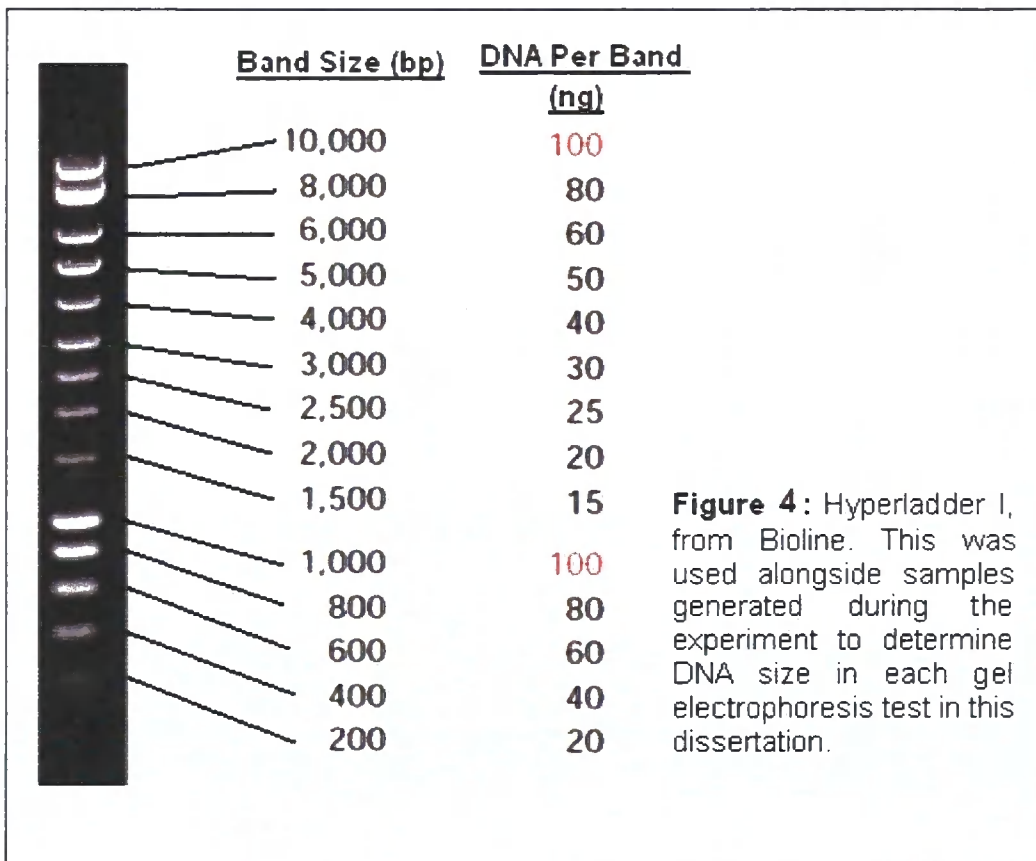 Band Size (bp) DNA Per Band
(ng)
10,000 100
8,000 80
6,000 60
5,000 50
4,000 40
3,000 30
2,500 25
2,000 20
1,500 15
1,000 100
800 80
600 60
400 40
200 20
Figure 4: Hyperladder I,
from Bioline. This was
used alongside samples
generated during the
experiment to determine
DNA size in each gel
electrophoresis test in this
dissertation.